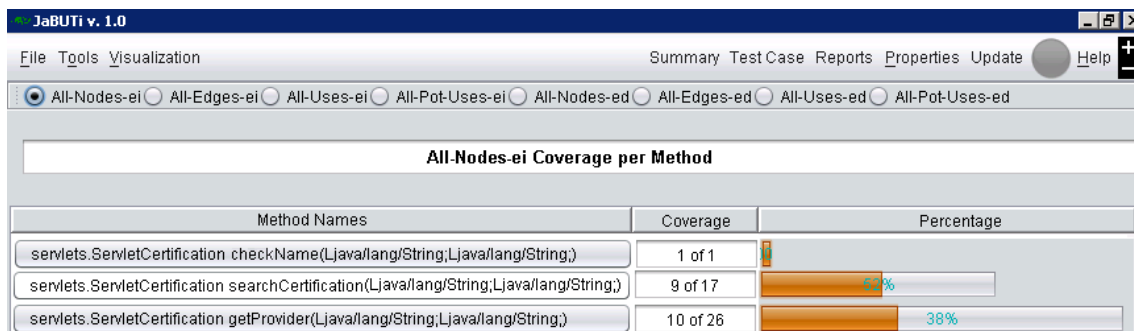 JaBUTi v. 1.0
File Tools Visualization Summary Test Case Reports Properties Update Help
All-Nodes-ei All-Edges-ei All-Uses-ei All-Pot-Uses-ei All-Nodes-ed All-Edges-ed All-Uses-ed All-Pot-Uses-ed
All-Nodes-ei Coverage per Method
Method Names Coverage Percentage
servlets.ServletCertification checkName(Ljava/lang/String;Ljava/lang/String;) 1 of 1
servlets.ServletCertification searchCertification(Ljava/lang/String;Ljava/lang/String;) 9 of 17 52%
servlets.ServletCertification getProvider(Ljava/lang/String;Ljava/lang/String;) 10 of 26 38%